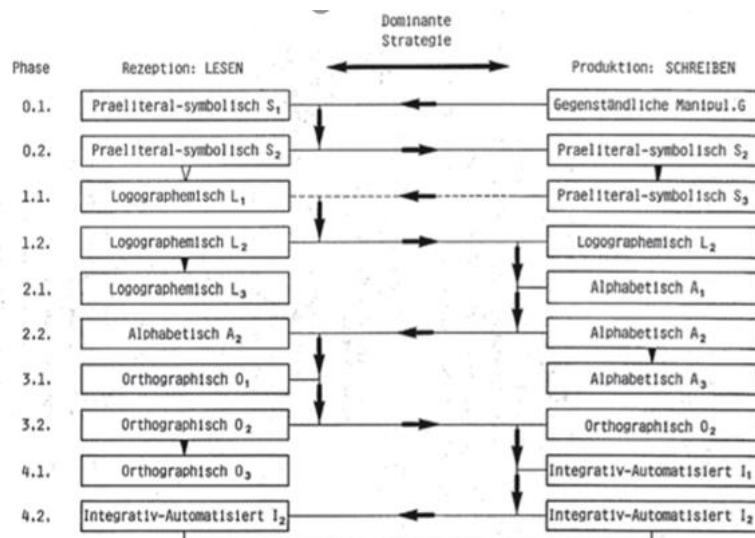 Dominante
Strategie
Phase Rezeption: LESEN Produktion: SCHREIBEN
0.1. Praeliteral-symbolisch S₁ Gegenständliche Manipul.G
0.2. Praeliteral-symbolisch S₂ Praeliteral-symbolisch S₂
1.1. Logographemisch L₁ Praeliteral-symbolisch S₃
1.2. Logographemisch L₂ Logographemisch L₂
2.1. Logographemisch L₃ Alphabetisch A₁
2.2. Alphabetisch A₂ Alphabetisch A₂
3.1. Orthographisch O₁ Alphabetisch A₃
3.2. Orthographisch O₂ Orthographisch O₂
4.1. Orthographisch O₃ Integrativ-Automatisiert I₁
4.2. Integrativ-Automatisiert I₂ Integrativ-Automatisiert I₂